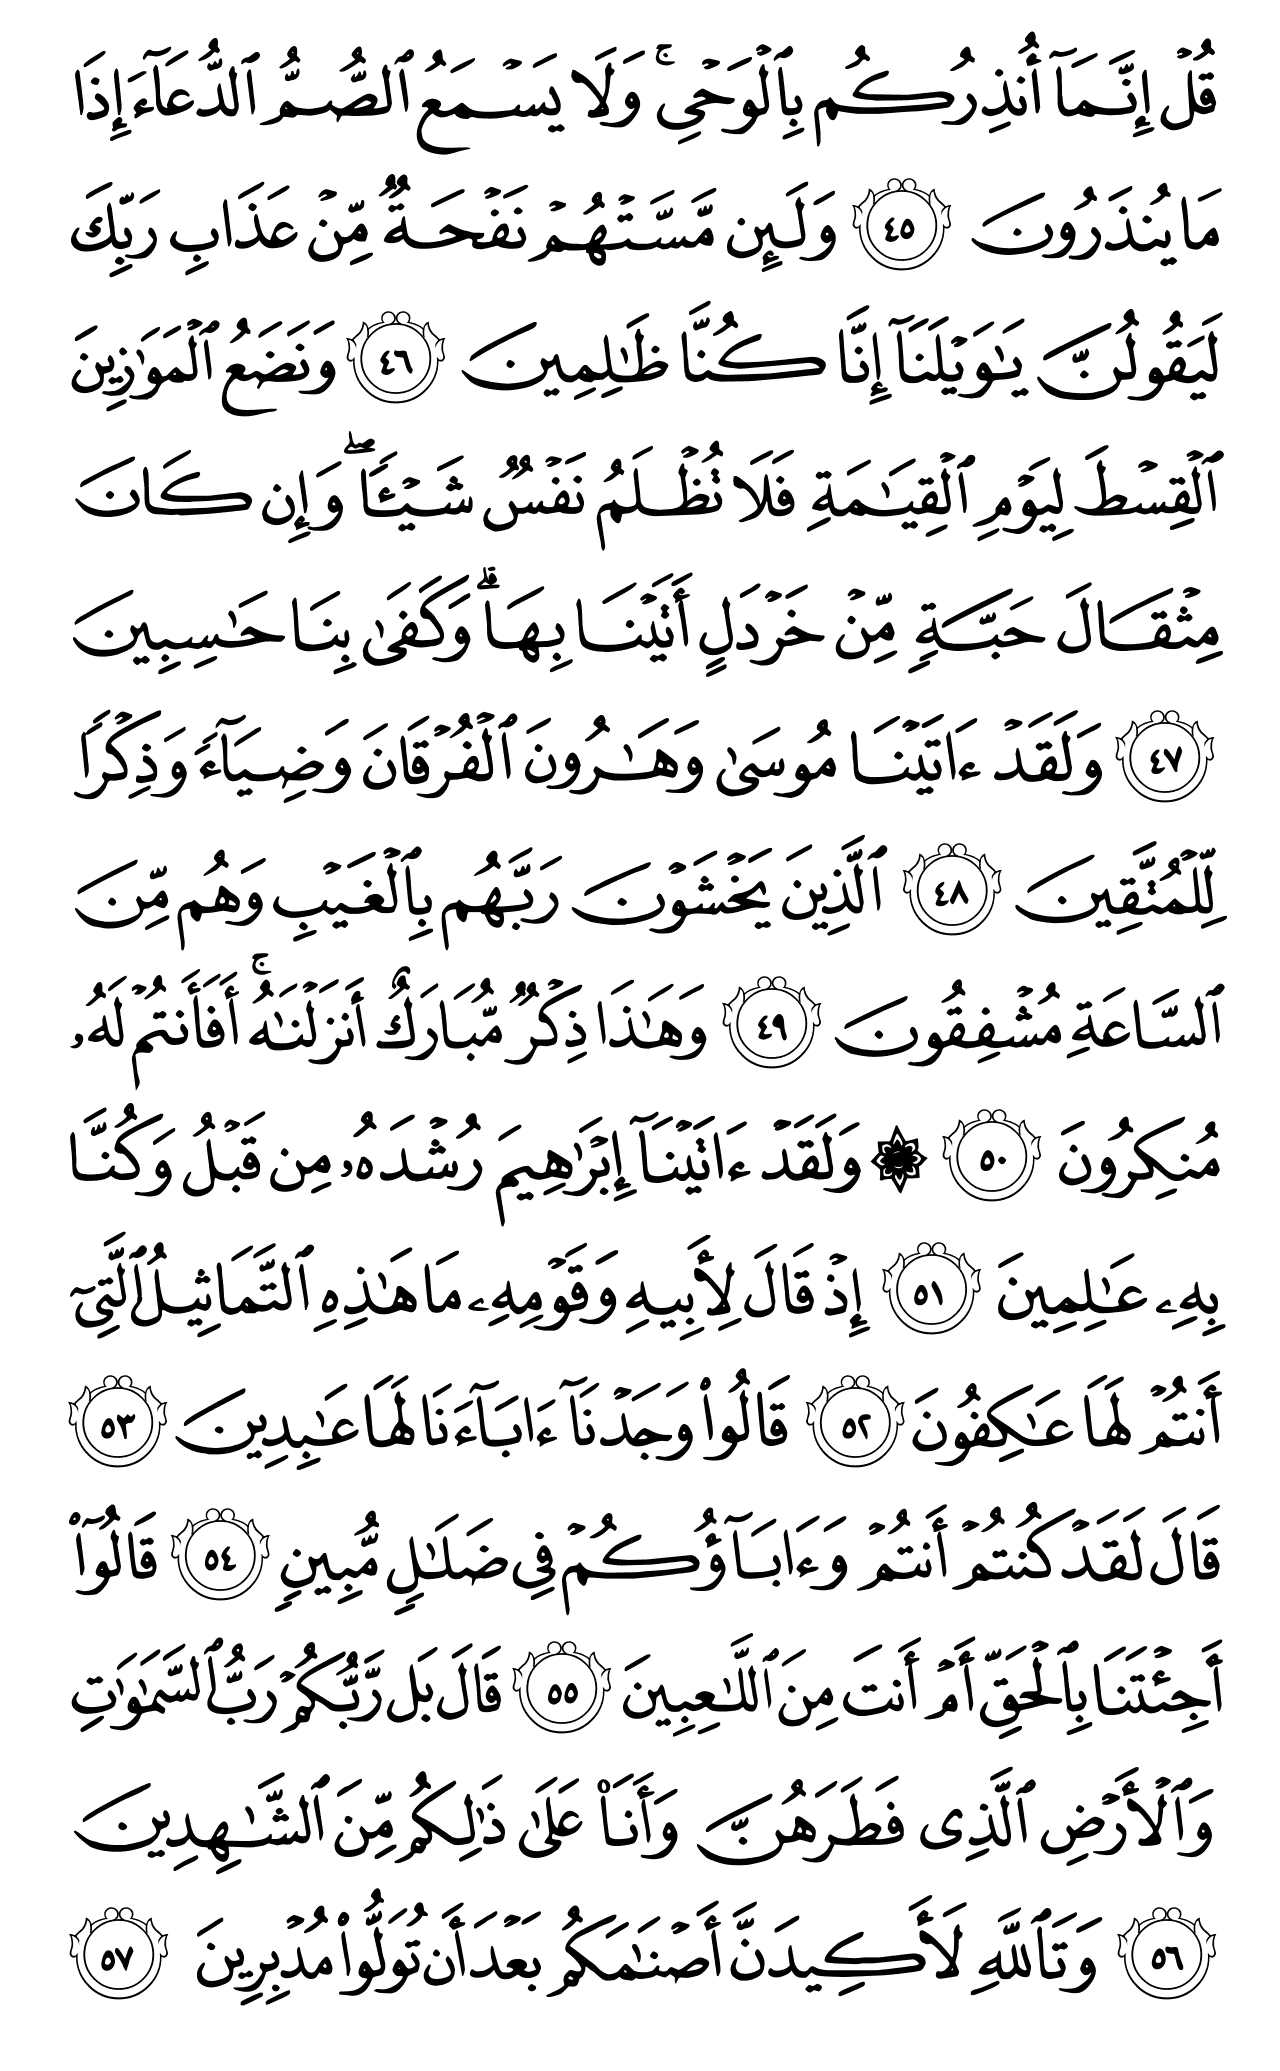 قُلۡ إِنَّمَآ أُنذِرُكُم بِٱلۡوَحۡيِۚ وَلَا يَسۡمَعُ ٱلصُّمُّ ٱلدُّعَآءَ إِذَا
مَا يُنذَرُونَ ٤٥ وَلَئِن مَّسَّتۡهُمۡ نَفۡحَةٞ مِّنۡ عَذَابِ رَبِّكَ
لَيَقُولُنَّ يَٰوَيۡلَنَآ إِنَّا كُنَّا ظَٰلِمِينَ ٤٦ وَنَضَعُ ٱلۡمَوَٰزِينَ
ٱلۡقِسۡطَ لِيَوۡمِ ٱلۡقِيَٰمَةِ فَلَا تُظۡلَمُ نَفۡسٞ شَيۡـٔٗاۖ وَإِن كَانَ
مِثۡقَالَ حَبَّةٖ مِّنۡ خَرۡدَلٍ أَتَيۡنَا بِهَاۗ وَكَفَىٰ بِنَا حَٰسِبِينَ
٤٧ وَلَقَدۡ ءَاتَيۡنَا مُوسَىٰ وَهَٰرُونَ ٱلۡفُرۡقَانَ وَضِيَآءٗ وَذِكۡرٗا
لِّلۡمُتَّقِينَ ٤٨ ٱلَّذِينَ يَخۡشَوۡنَ رَبَّهُم بِٱلۡغَيۡبِ وَهُم مِّنَ
ٱلسَّاعَةِ مُشۡفِقُونَ ٤٩ وَهَٰذَا ذِكۡرٞ مُّبَارَكٌ أَنزَلۡنَٰهُۚ أَفَأَنتُمۡ لَهُۥ
مُنكِرُونَ ٥٠ ۞ وَلَقَدۡ ءَاتَيۡنَآ إِبۡرَٰهِيمَ رُشۡدَهُۥ مِن قَبۡلُ وَكُنَّا
بِهِۦ عَٰلِمِينَ ٥١ إِذۡ قَالَ لِأَبِيهِ وَقَوۡمِهِۦ مَا هَٰذِهِ ٱلتَّمَاثِيلُ ٱلَّتِيٓ
أَنتُمۡ لَهَا عَٰكِفُونَ ٥٢ قَالُواْ وَجَدۡنَآ ءَابَآءَنَا لَهَا عَٰبِدِينَ ٥٣
قَالَ لَقَدۡ كُنتُمۡ أَنتُمۡ وَءَابَآؤُكُمۡ فِي ضَلَٰلٖ مُّبِينٖ ٥٤ قَالُوٓاْ
أَجِئۡتَنَا بِٱلۡحَقِّ أَمۡ أَنتَ مِنَ ٱللَّٰعِبِينَ ٥٥ قَالَ بَل رَّبُّكُمۡ رَبُّ ٱلسَّمَٰوَٰتِ
وَٱلۡأَرۡضِ ٱلَّذِي فَطَرَهُنَّ وَأَنَا۠ عَلَىٰ ذَٰلِكُم مِّنَ ٱلشَّٰهِدِينَ
٥٦ وَتَٱللَّهِ لَأَكِيدَنَّ أَصۡنَٰمَكُم بَعۡدَ أَن تُوَلُّواْ مُدۡبِرِينَ ٥٧